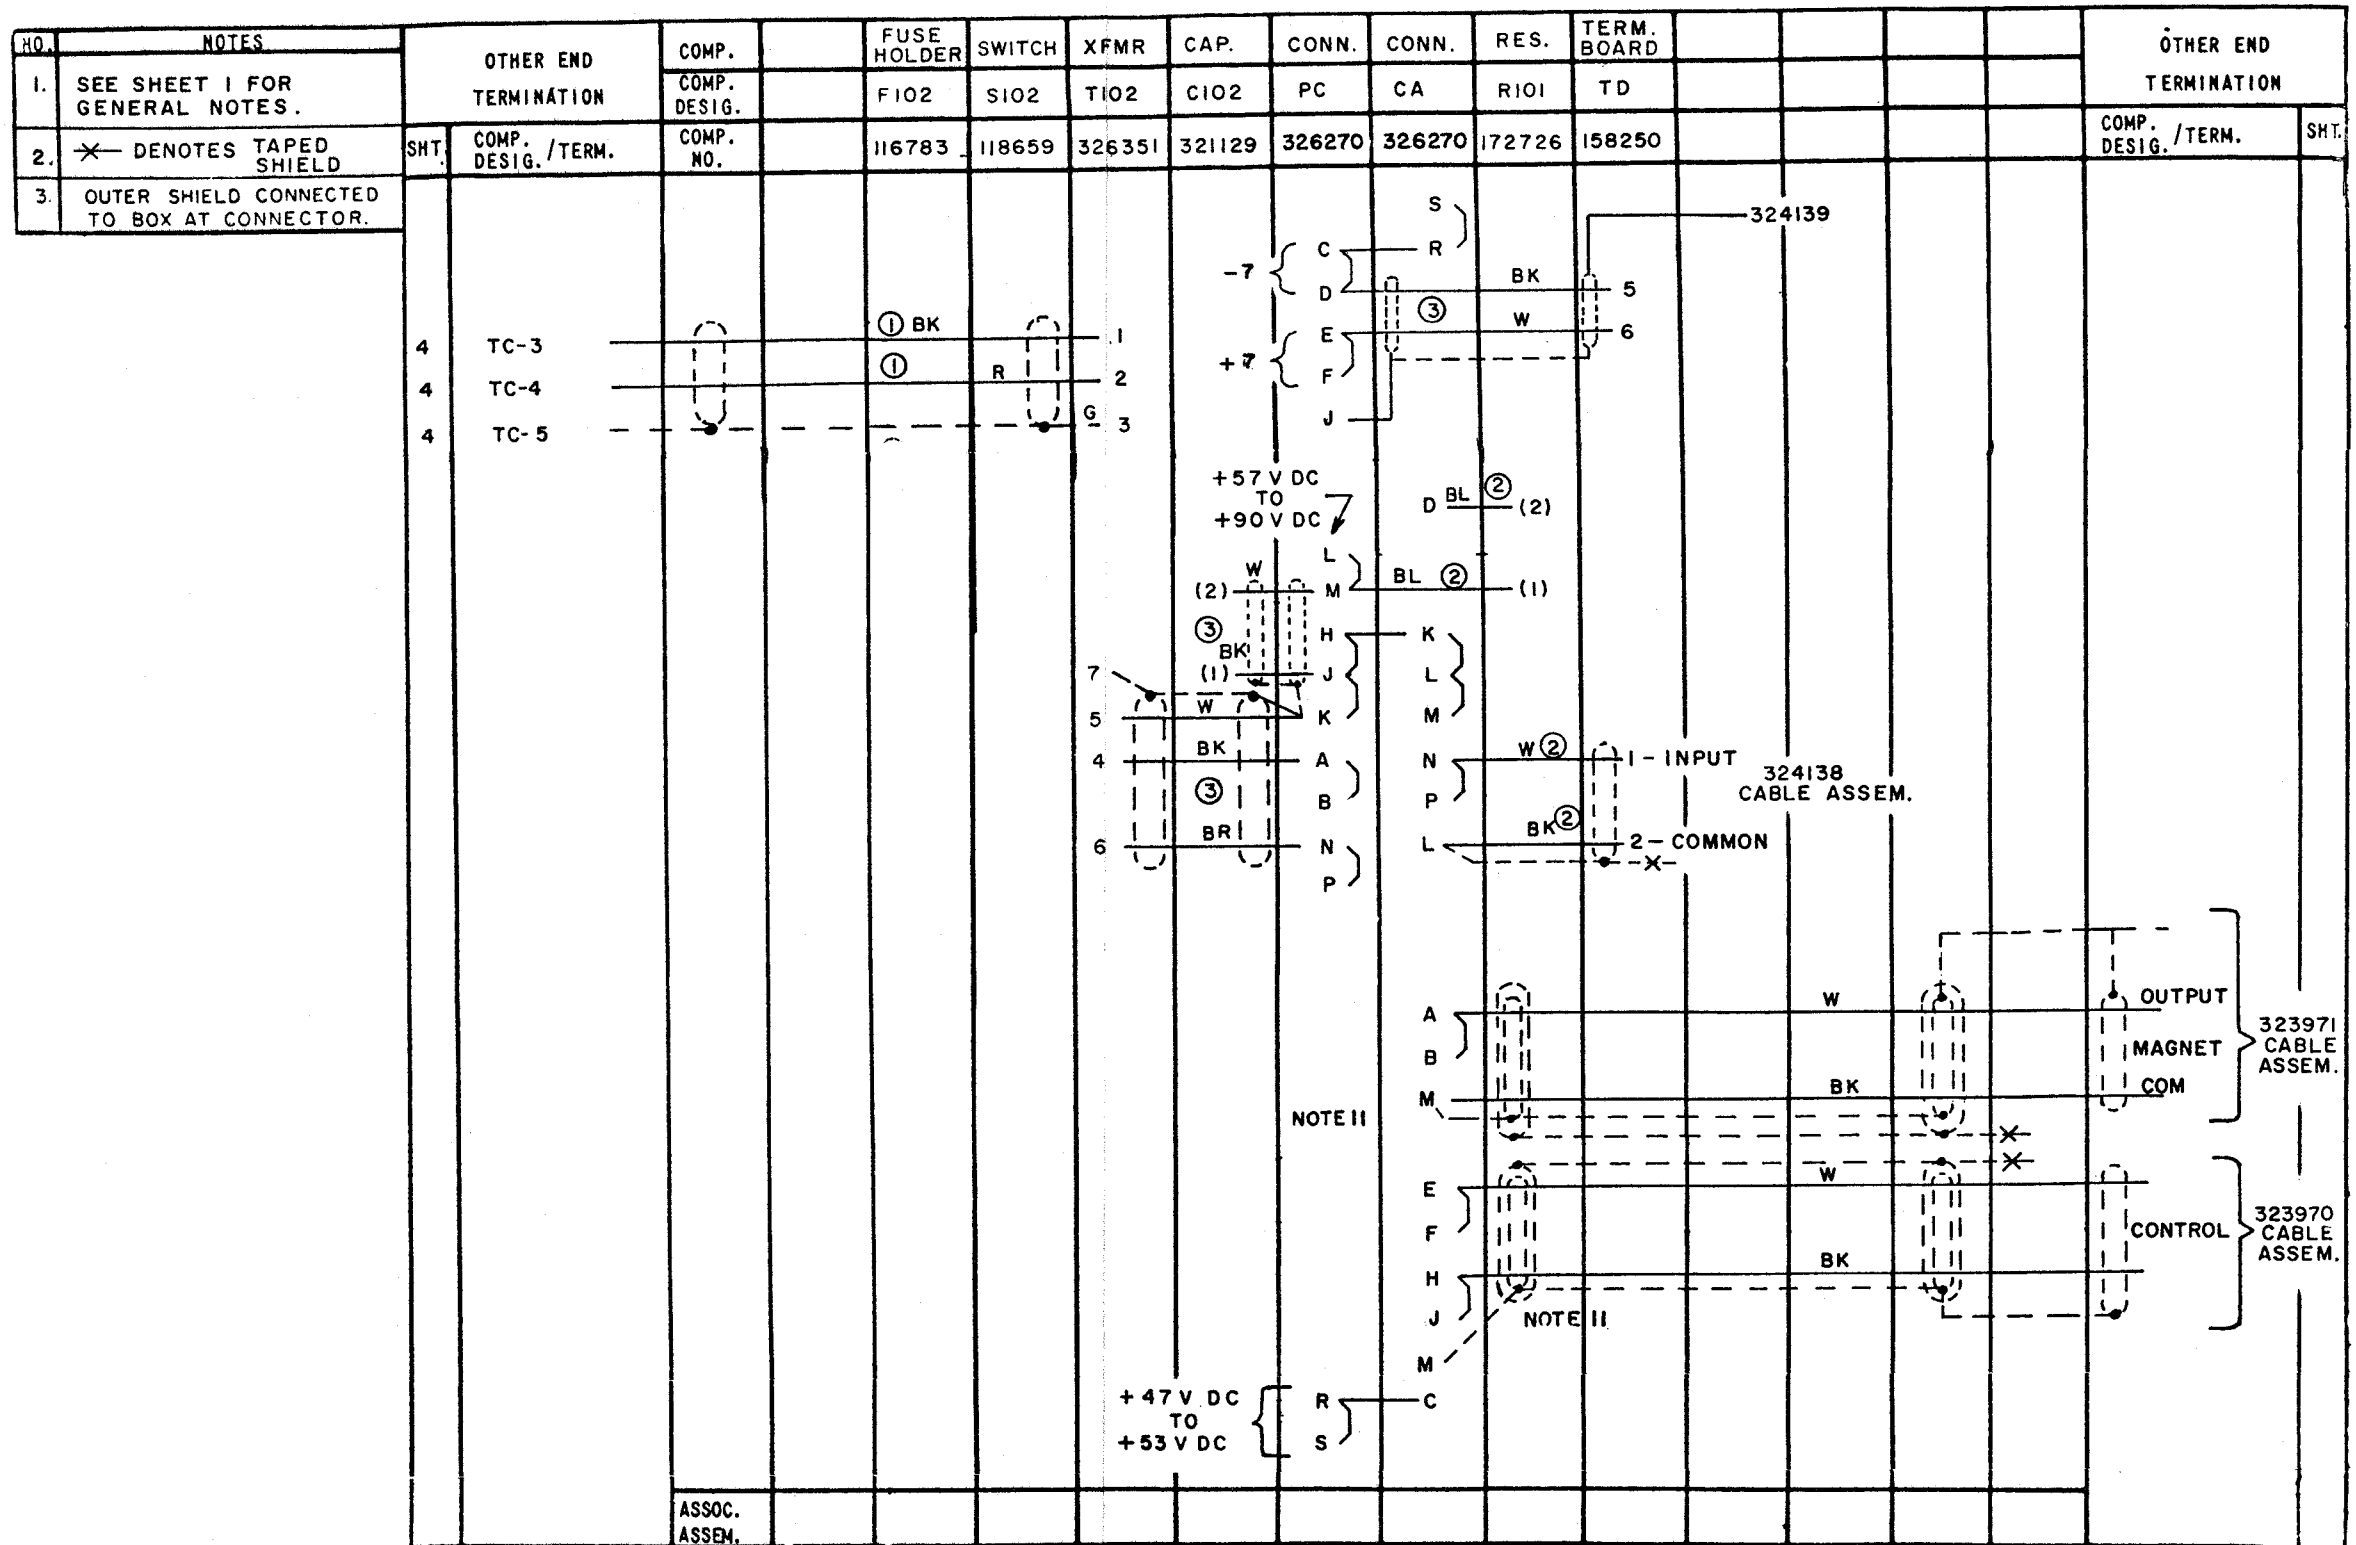 NO. NOTES
1. SEE SHEET 1 FOR
GENERAL NOTES.
2. DENOTES TAPED
SHIELD
3. OUTER SHIELD CONNECTED
TO BOX AT CONNECTOR.
OTHER END
TERMINATION
SHT. COMP.
DESIG. / TERM.
COMP. FUSE HOLDER SWITCH XFMR CAP. CONN. CONN. RES. TERM. BOARD
COMP. DESIG. F102 S102 T102 C102 PC CA R101 TD
COMP. NO. 116783 118659 326351 321129 326270 326270 172726 158250
OTHER END
TERMINATION
COMP.
DESIG. / TERM. SHT.
S
324139
C R
-7
D BK 5
3
E W 6
+7
F
J
4 TC-3 1 BK 1
4 TC-4 1 R 2
4 TC-5 G 3
+57 V DC
TO
+90 V DC
D BL 2 (2)
L
(2) W M BL 2 (1)
3 H K
BK
7 (1) J L
5 W K M
4 BK A N W 2 1 - INPUT
324138
CABLE ASSEM.
3 B P
6 BR N L BK 2 2 - COMMON
P
A W OUTPUT
B MAGNET
M BK COM
323971
CABLE
ASSEM.
NOTE 11
E W
F CONTROL
H BK
J NOTE 11
323970
CABLE
ASSEM.
M
+47 V DC
TO
+53 V DC
R C
S
ASSOC.
ASSEM.